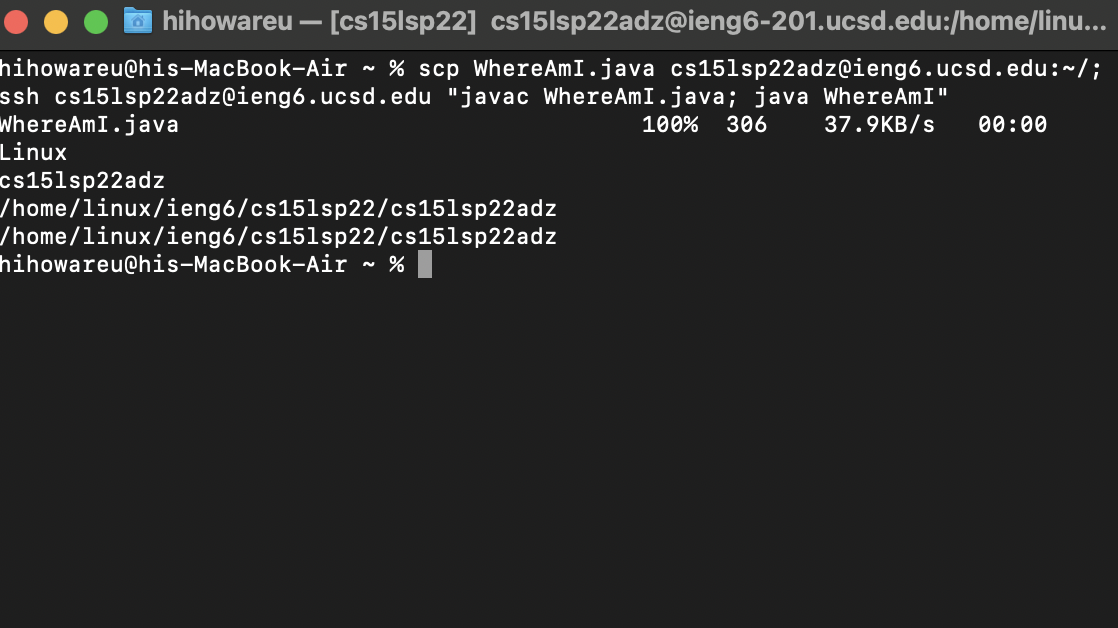 hihowareu — [cs15lsp22] cs15lsp22adz@ieng6-201.ucsd.edu:/home/linu...
hihowareu@his-MacBook-Air ~ % scp WhereAmI.java cs15lsp22adz@ieng6.ucsd.edu:~/;
ssh cs15lsp22adz@ieng6.ucsd.edu "javac WhereAmI.java; java WhereAmI"
WhereAmI.java 100% 306 37.9KB/s 00:00
Linux
cs15lsp22adz
/home/linux/ieng6/cs15lsp22/cs15lsp22adz
/home/linux/ieng6/cs15lsp22/cs15lsp22adz
hihowareu@his-MacBook-Air ~ %